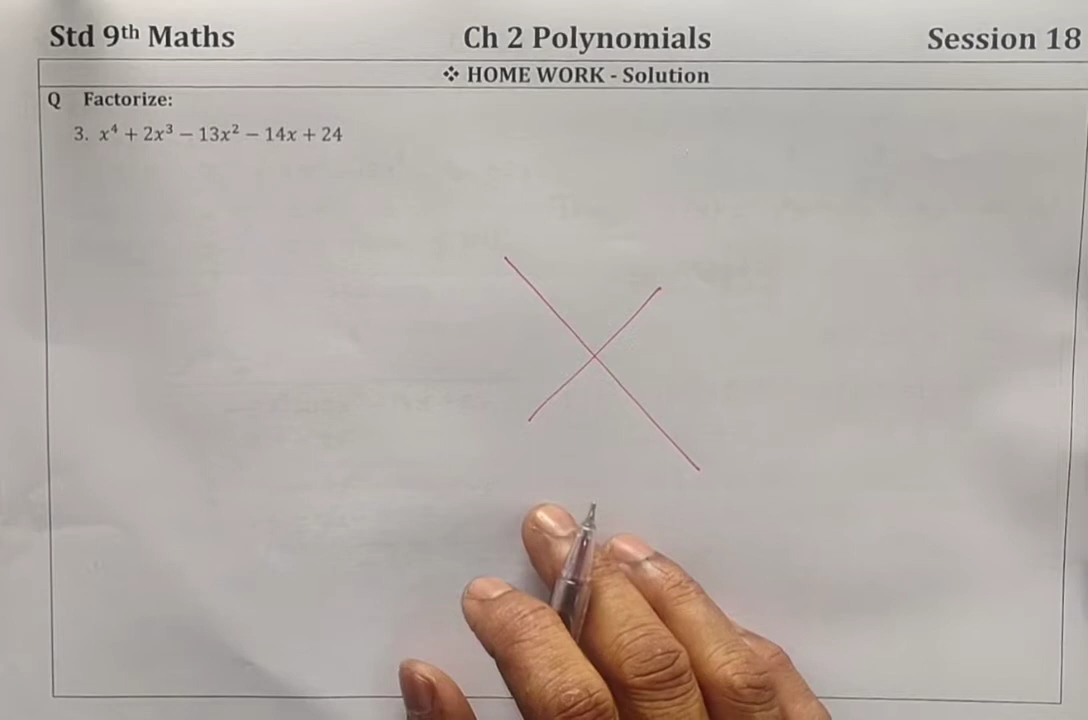 Std 9th Maths Ch 2 Polynomials Session 18
❖ HOME WORK - Solution
Q Factorize:
3. x⁴ + 2x³ − 13x² − 14x + 24